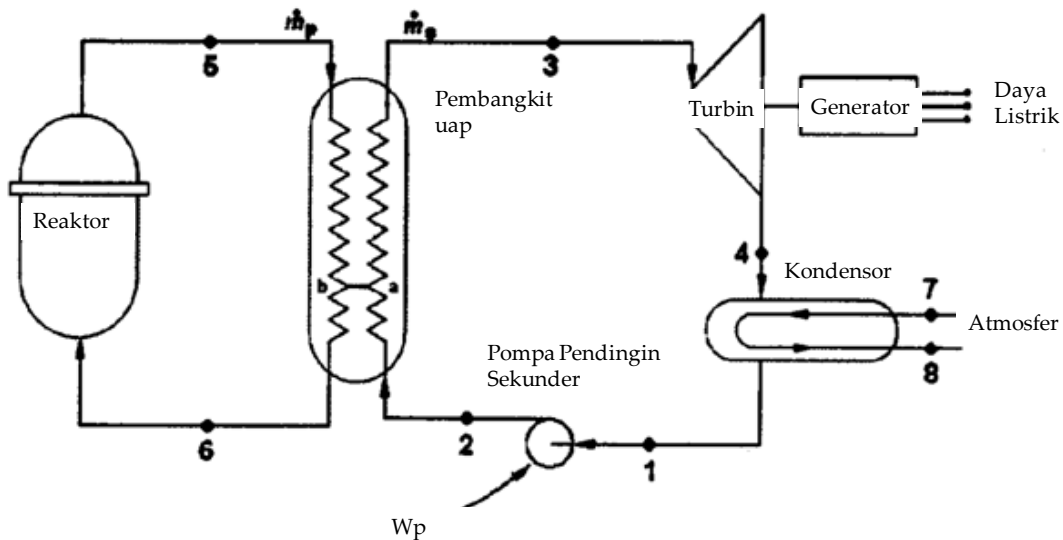 ṁp
ṁs
5
3
Pembangkit
uap
Turbin
Generator
Daya
Listrik
Reaktor
4
Kondensor
b
a
7
Atmosfer
8
Pompa Pendingin
Sekunder
2
6
1
Wp